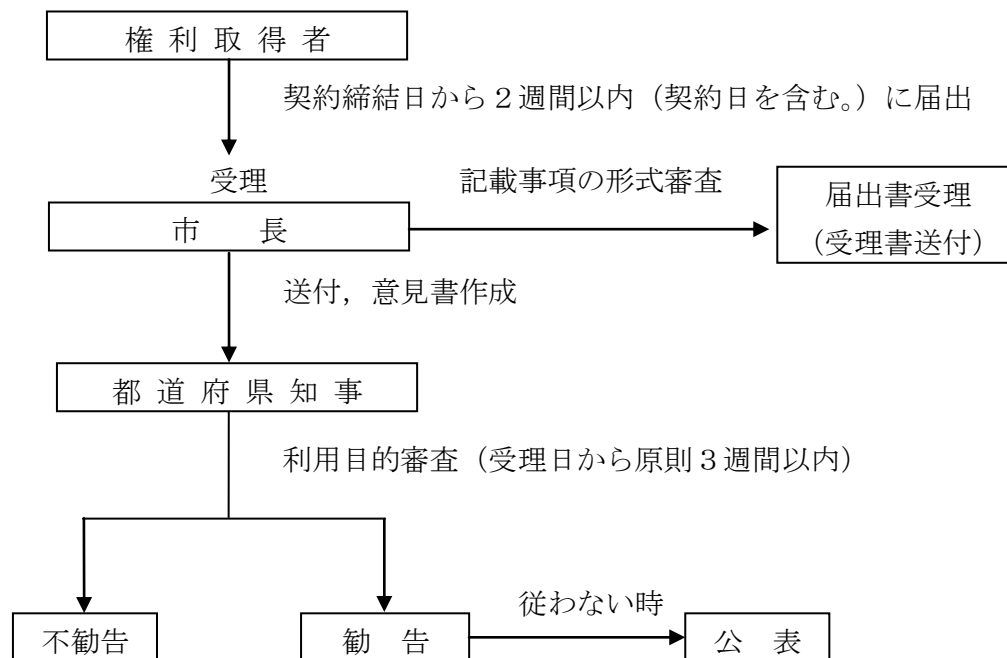 権利取得者
契約締結日から2週間以内（契約日を含む。）に届出
受理
記載事項の形式審査
届出書受理
（受理書送付）
市　　長
送付，意見書作成
都道府県知事
利用目的審査（受理日から原則3週間以内）
従わない時
不勧告
勧　告
公　表